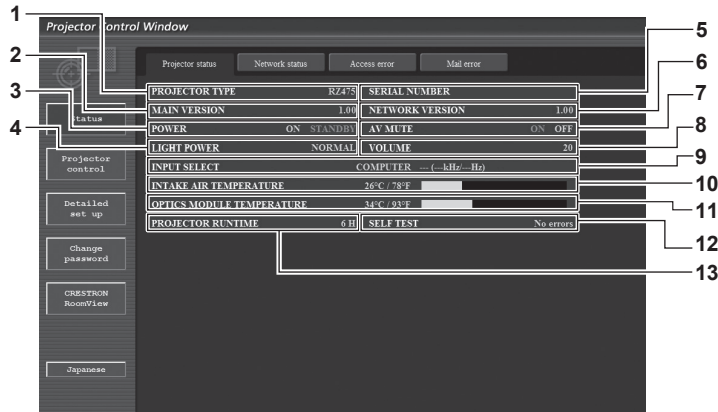 Projector Control Window
Projector status Network status Access error Mail error
PROJECTOR TYPE RZ475 SERIAL NUMBER
MAIN VERSION 1.00 NETWORK VERSION 1.00
POWER ON STANDBY AV MUTE ON OFF
LIGHT POWER NORMAL VOLUME 20
INPUT SELECT COMPUTER --- (---kHz/---Hz)
INTAKE AIR TEMPERATURE 26°C / 78°F
OPTICS MODULE TEMPERATURE 34°C / 93°F
PROJECTOR RUNTIME 6 H SELF TEST No errors
Status
Projector
control
Detailed
set up
Change
password
CRESTRON
RoomView
Japanese
1
2
3
4
5
6
7
8
9
10
11
12
13